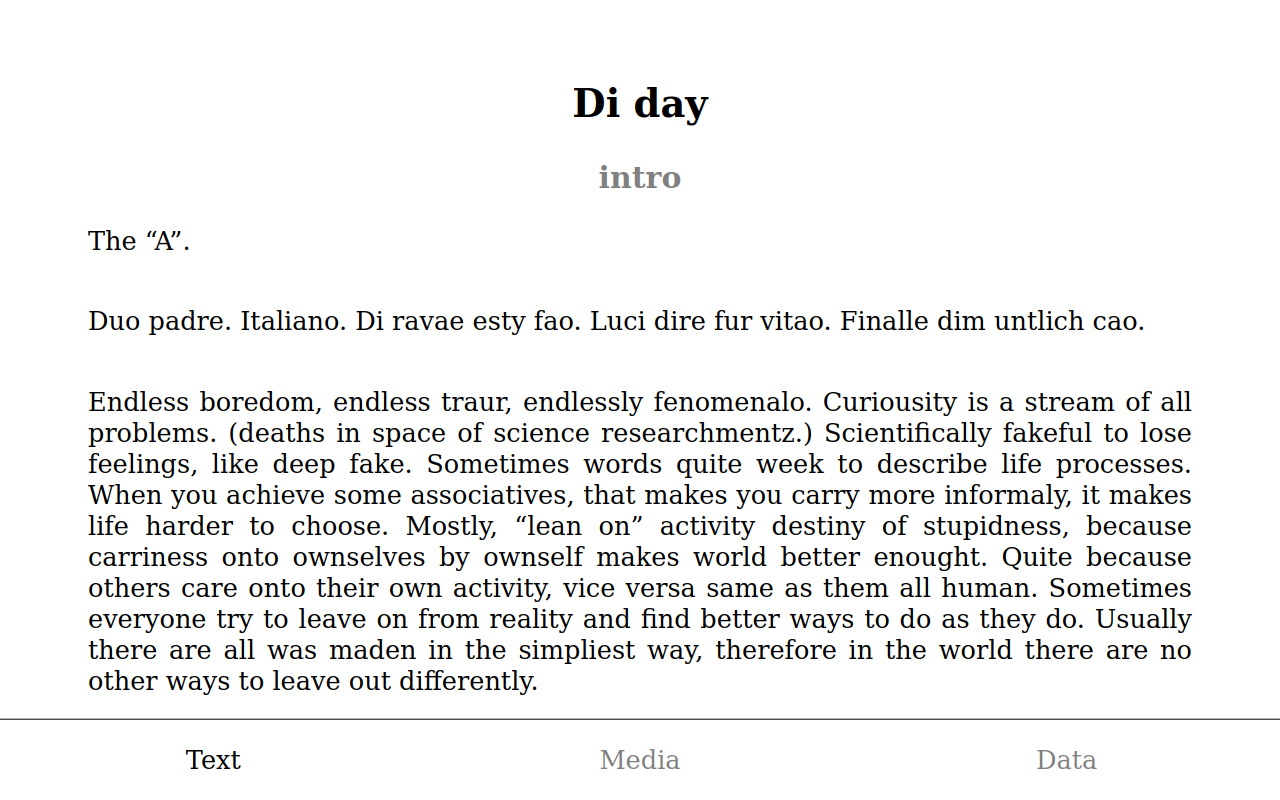 Di day
intro
The “A”.
Duo padre. Italiano. Di ravae esty fao. Luci dire fur vitao. Finalle dim untlich cao.
Endless boredom, endless traur, endlessly fenomenalo. Curiousity is a stream of all
problems. (deaths in space of science researchmentz.) Scientifically fakeful to lose
feelings, like deep fake. Sometimes words quite week to describe life processes.
When you achieve some associatives, that makes you carry more informaly, it makes
life harder to choose. Mostly, “lean on” activity destiny of stupidness, because
carriness onto ownselves by ownself makes world better enought. Quite because
others care onto their own activity, vice versa same as them all human. Sometimes
everyone try to leave on from reality and find better ways to do as they do. Usually
there are all was maden in the simpliest way, therefore in the world there are no
other ways to leave out differently.
Text
Media
Data